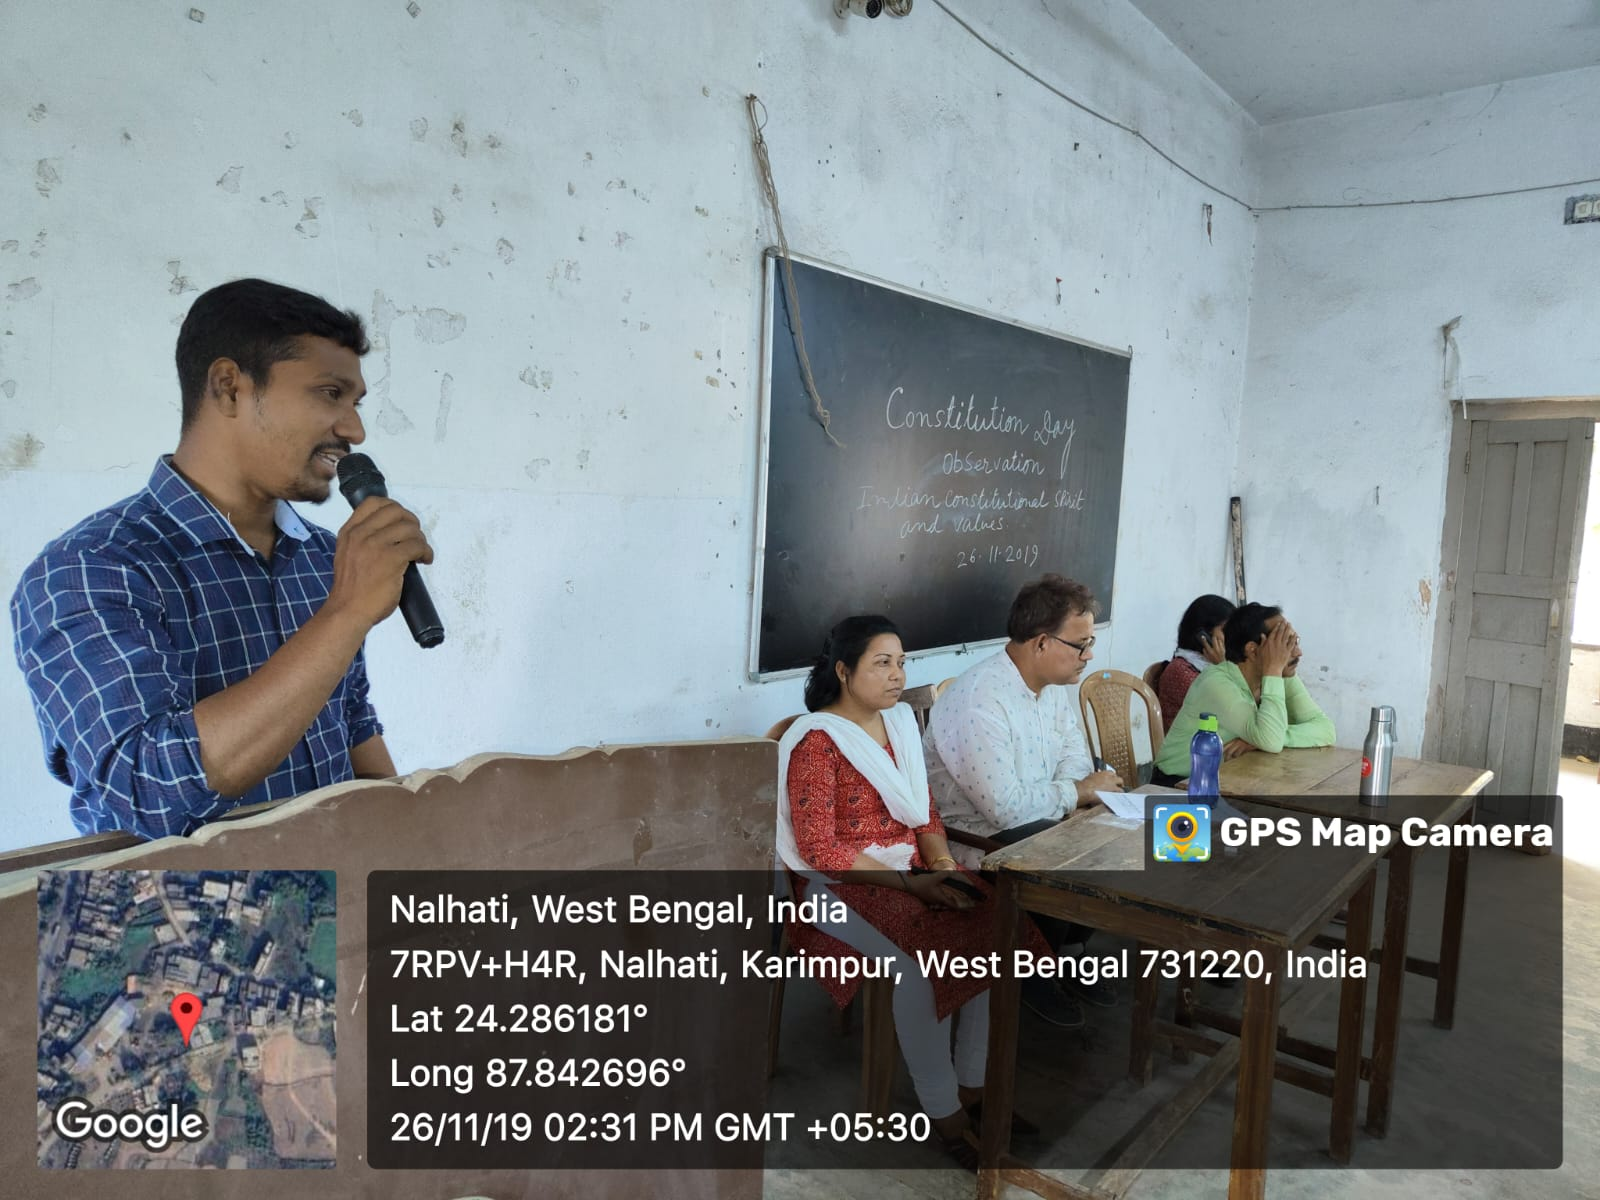 Constitution Day
Observation
Indian constitutional Spirit
and values.
26.11.2019
GPS Map Camera
Nalhati, West Bengal, India
7RPV+H4R, Nalhati, Karimpur, West Bengal 731220, India
Lat 24.286181°
Long 87.842696°
26/11/19 02:31 PM GMT +05:30
Google